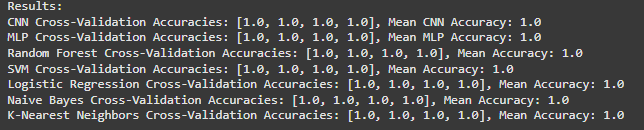 Results:
CNN Cross-Validation Accuracies: [1.0, 1.0, 1.0, 1.0], Mean CNN Accuracy: 1.0
MLP Cross-Validation Accuracies: [1.0, 1.0, 1.0, 1.0], Mean MLP Accuracy: 1.0
Random Forest Cross-Validation Accuracies: [1.0, 1.0, 1.0, 1.0], Mean Accuracy: 1.0
SVM Cross-Validation Accuracies: [1.0, 1.0, 1.0, 1.0], Mean Accuracy: 1.0
Logistic Regression Cross-Validation Accuracies: [1.0, 1.0, 1.0, 1.0], Mean Accuracy: 1.0
Naive Bayes Cross-Validation Accuracies: [1.0, 1.0, 1.0, 1.0], Mean Accuracy: 1.0
K-Nearest Neighbors Cross-Validation Accuracies: [1.0, 1.0, 1.0, 1.0], Mean Accuracy: 1.0